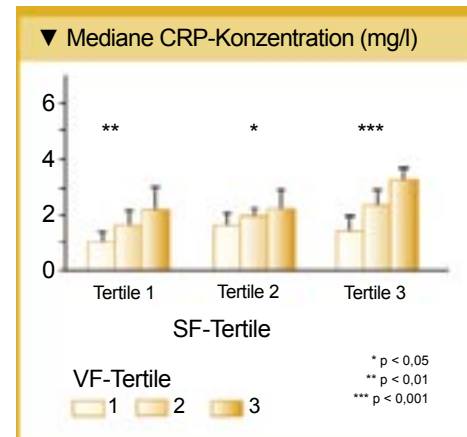 ▼ Mediane CRP-Konzentration (mg/l)
6
4
2
0
** * ***
Tertile 1 Tertile 2 Tertile 3
SF-Tertile
VF-Tertile
1 2 3
* p < 0,05
** p < 0,01
*** p < 0,001